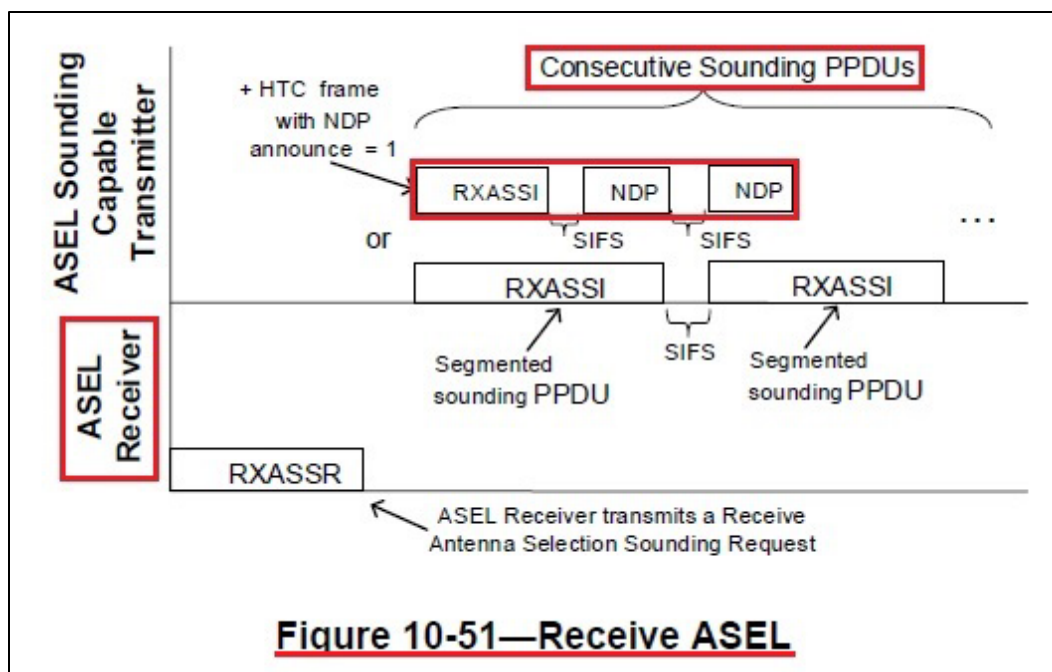 ASEL Sounding
Capable
Transmitter
Consecutive Sounding PPDUs
+ HTC frame
with NDP
announce = 1
RXASSI
NDP
NDP
...
or
SIFS
SIFS
RXASSI
RXASSI
SIFS
Segmented
sounding PPDU
Segmented
sounding PPDU
ASEL
Receiver
RXASSR
ASEL Receiver transmits a Receive
Antenna Selection Sounding Request
Figure 10-51—Receive ASEL